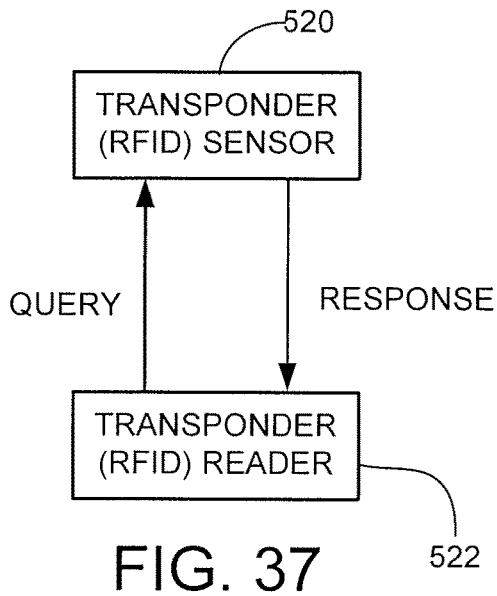 520
TRANSPONDER
(RFID) SENSOR
QUERY
RESPONSE
TRANSPONDER
(RFID) READER
522
FIG. 37